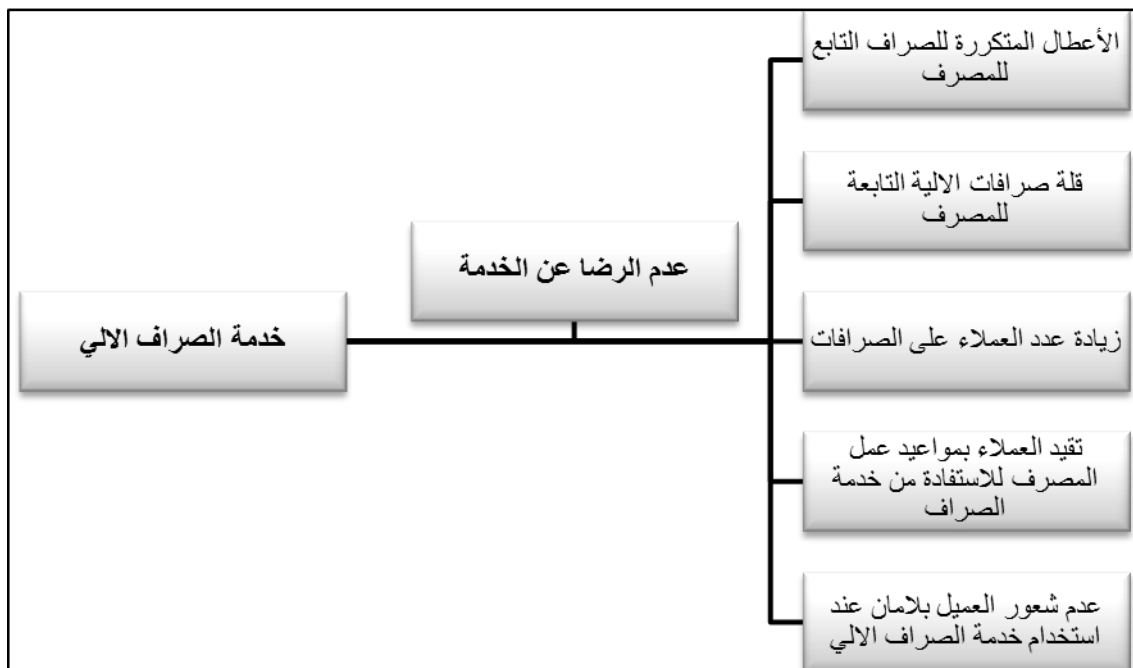 الأعطال المتكررة للصراف التابع
للمصرف
قلة صرافات الالية التابعة
للمصرف
عدم الرضا عن الخدمة
خدمة الصراف الالي
زيادة عدد العملاء على الصرافات
تقيد العملاء بمواعيد عمل
المصرف للاستفادة من خدمة
الصراف
عدم شعور العميل بلامان عند
استخدام خدمة الصراف الالي